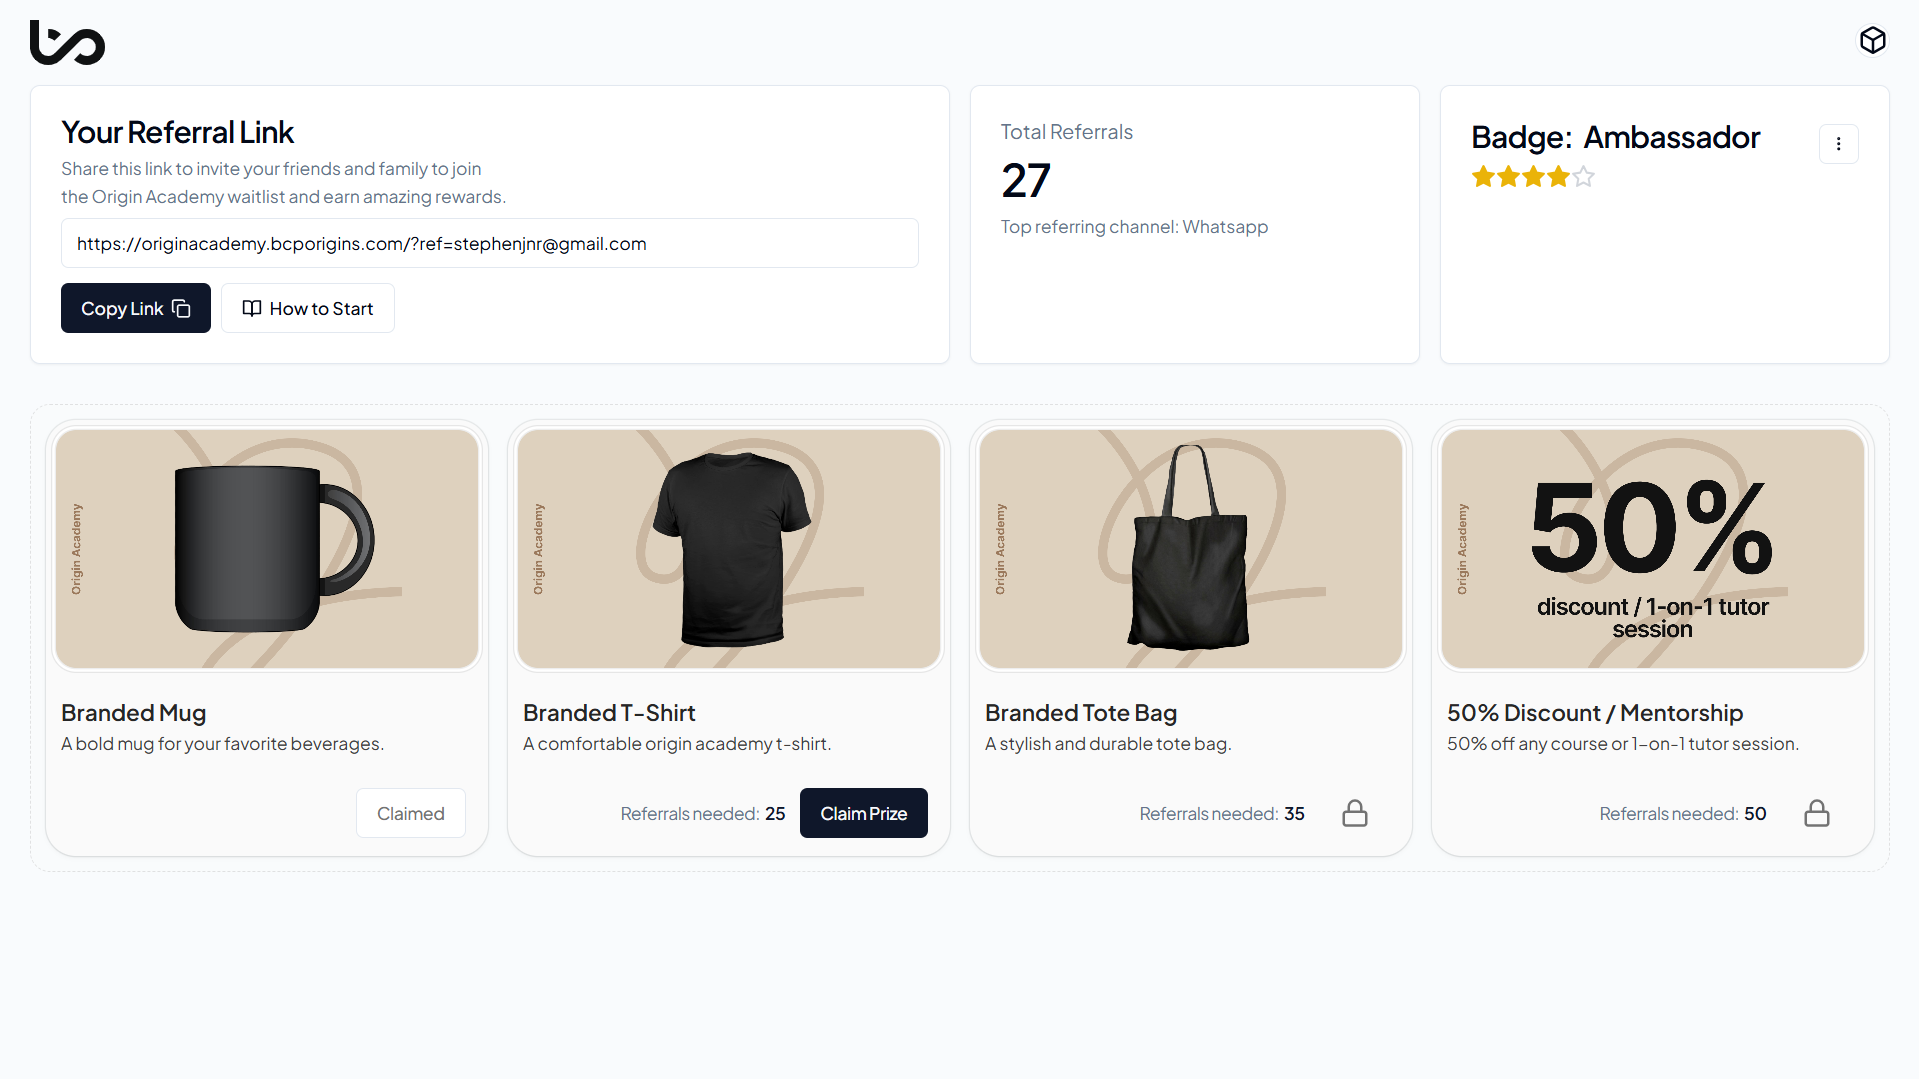 Your Referral Link
Share this link to invite your friends and family to join
the Origin Academy waitlist and earn amazing rewards.
https://originacademy.bcporigins.com/?ref=stephenjnr@gmail.com
Copy Link
How to Start
Total Referrals
27
Top referring channel: Whatsapp
Badge: Ambassador
Origin Academy
Branded Mug
A bold mug for your favorite beverages.
Claimed
Origin Academy
Branded T-Shirt
A comfortable origin academy t-shirt.
Referrals needed: 25
Claim Prize
Origin Academy
Branded Tote Bag
A stylish and durable tote bag.
Referrals needed: 35
Origin Academy
50%
discount / 1-on-1 tutor
session
50% Discount / Mentorship
50% off any course or 1-on-1 tutor session.
Referrals needed: 50